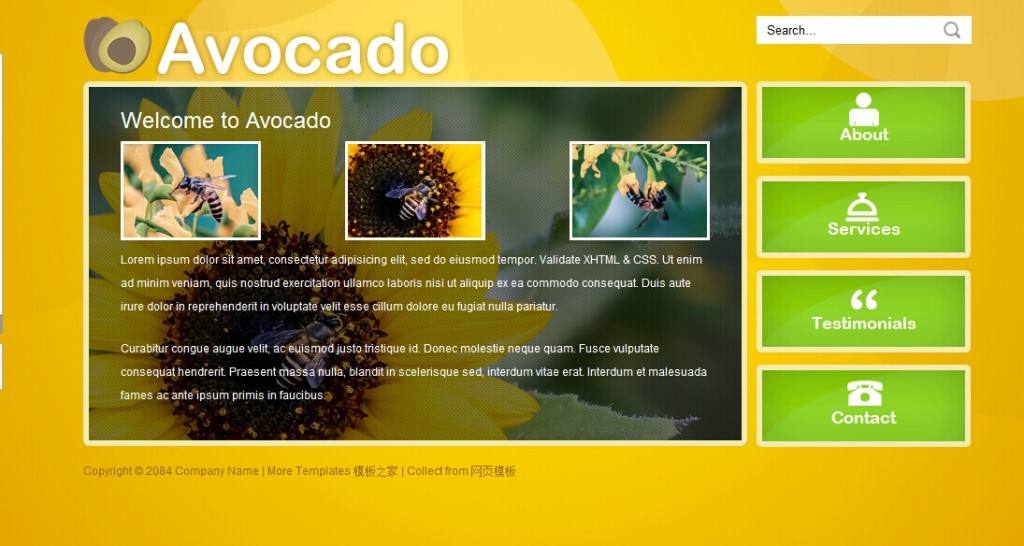 Avocado
Search...
Welcome to Avocado
Lorem ipsum dolor sit amet, consectetur adipisicing elit, sed do eiusmod tempor. Validate XHTML & CSS. Ut enim
ad minim veniam, quis nostrud exercitation ullamco laboris nisi ut aliquip ex ea commodo consequat. Duis aute
irure dolor in reprehenderit in voluptate velit esse cillum dolore eu fugiat nulla pariatur.
Curabitur congue augue velit, ac euismod justo tristique id. Donec molestie neque quam. Fusce vulputate
consequat hendrerit. Praesent massa nulla, blandit in scelerisque sed, interdum vitae erat. Interdum et malesuada
fames ac ante ipsum primis in faucibus.
About
Services
Testimonials
Contact
Copyright © 2084 Company Name | More Templates 模板之家 | Collect from 网页模板